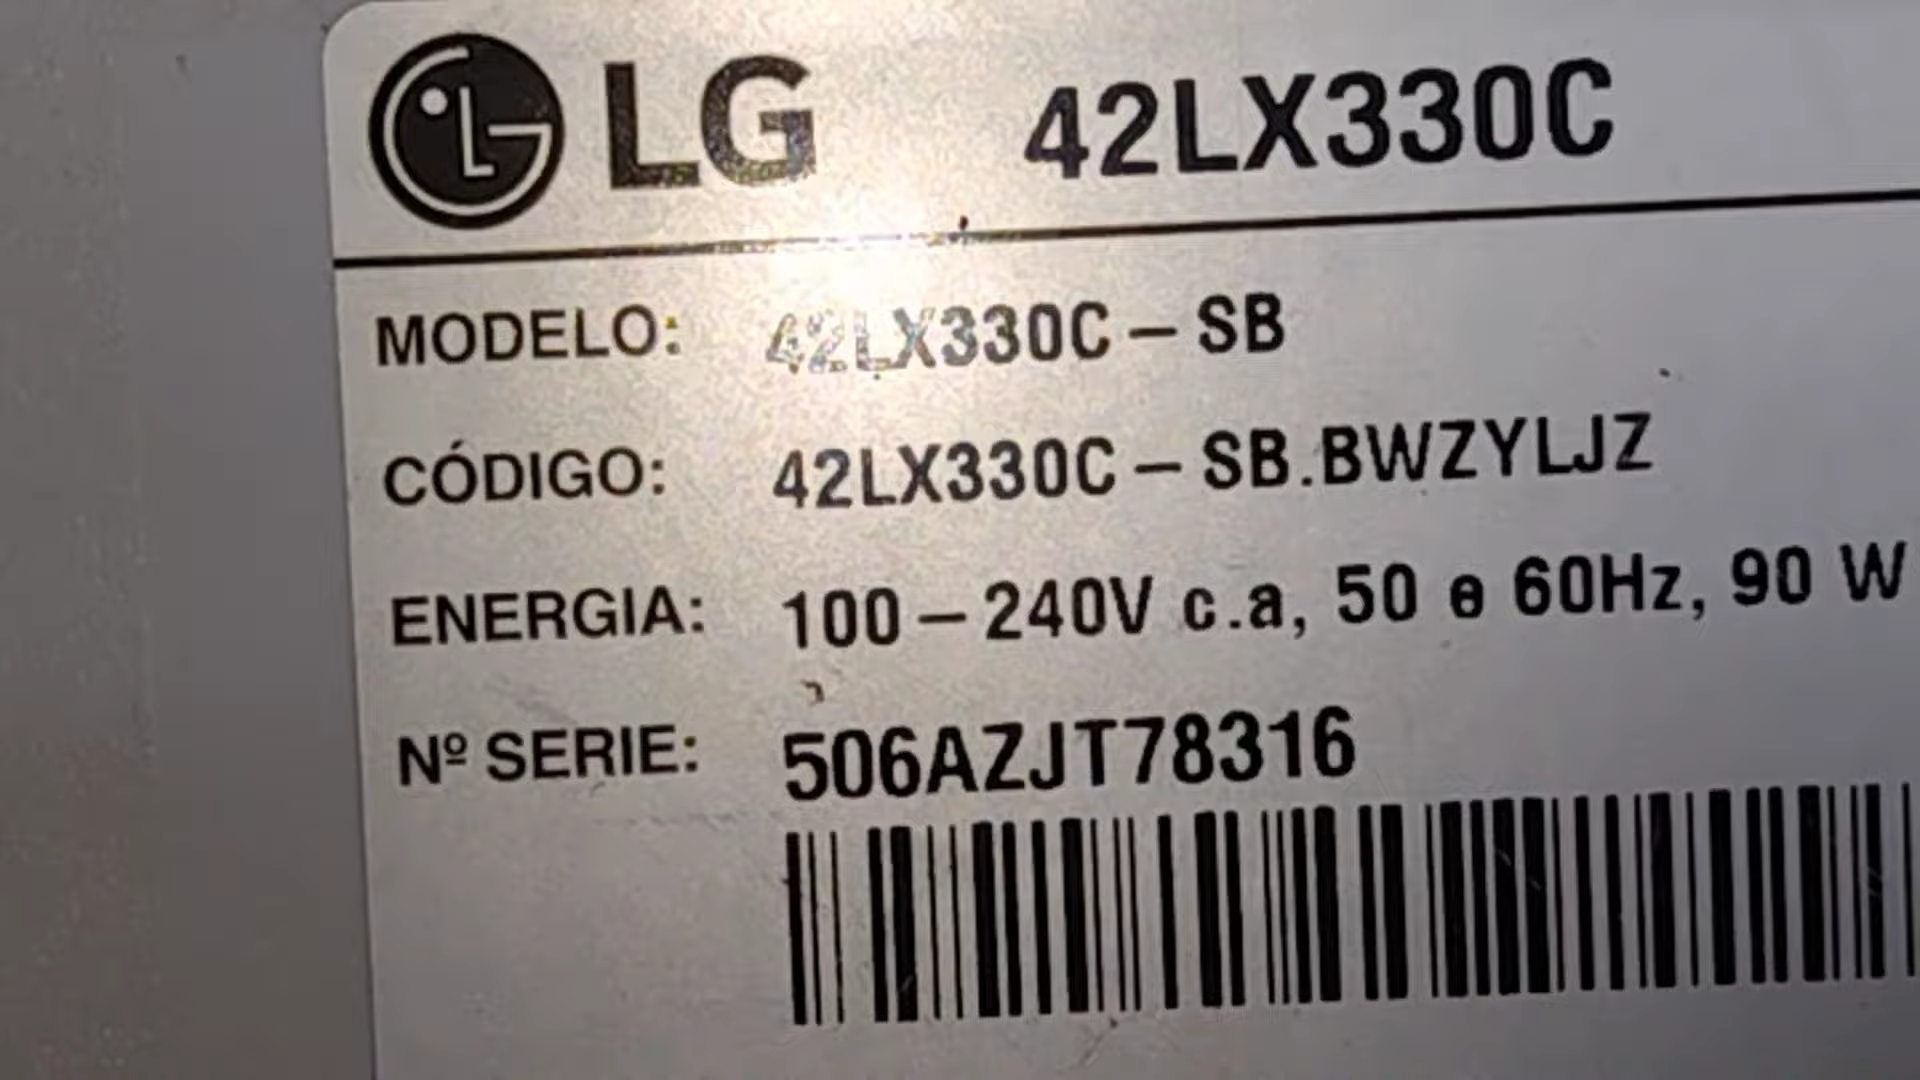 LG 42LX330C
MODELO: 42LX330C-SB
CÓDIGO: 42LX330C-SB.BWZYLJZ
ENERGIA: 100-240V c.a, 50 e 60Hz, 90 W
Nº SERIE: 506AZJT78316